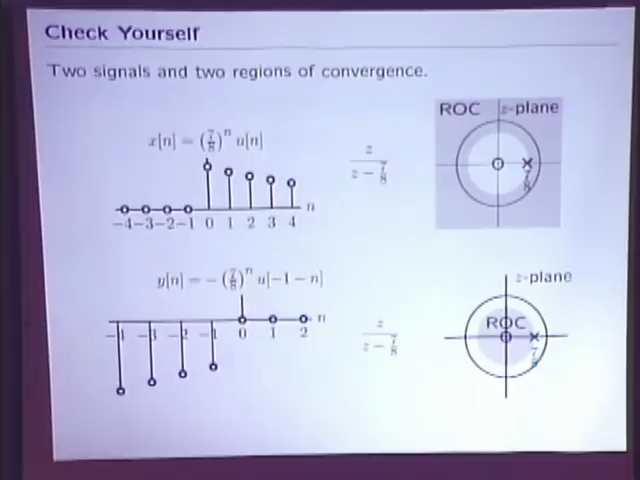 Check Yourself
Two signals and two regions of convergence.
x[n] = (7/8)^n u[n]
z / (z − 7/8)
ROC z-plane
7/8
n
−4 −3 −2 −1 0 1 2 3 4
y[n] = −(7/8)^n u[−1 − n]
z / (z − 7/8)
z-plane
ROC
7/8
n
−4 −3 −2 −1 0 1 2